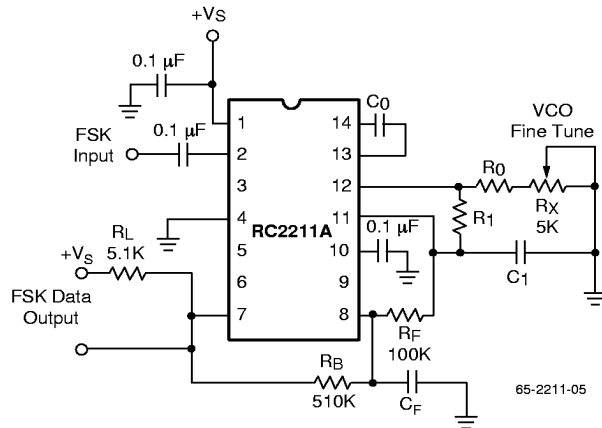 +VS
0.1 µF
FSK
Input
0.1 µF
1
2
3
4
5
6
7
14
13
12
11
10
9
8
RC2211A
C0
VCO
Fine Tune
R0
RX
5K
R1
0.1 µF
C1
RL
5.1K
+VS
FSK Data
Output
RF
100K
RB
510K
CF
65-2211-05